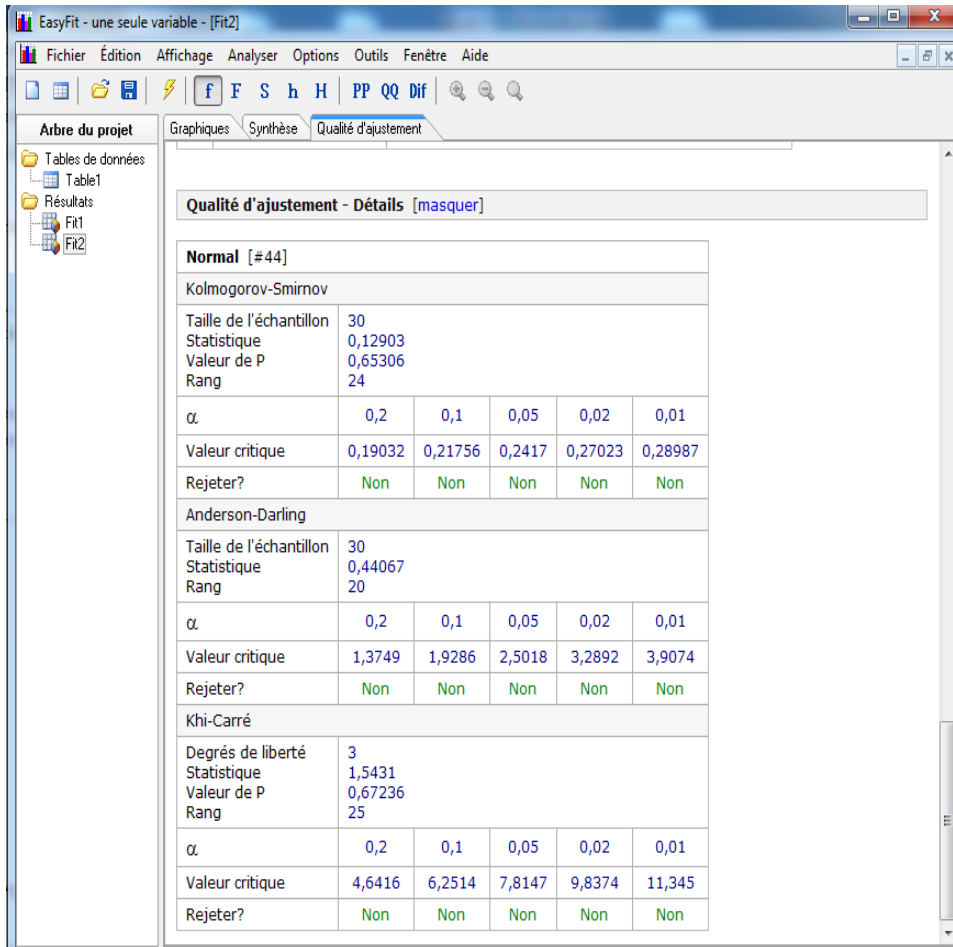 EasyFit - une seule variable - [Fit2]
Fichier Édition Affichage Analyser Options Outils Fenêtre Aide
f F S h H PP QQ Dif
Arbre du projet
Tables de données
Table1
Résultats
Fit1
Fit2
Graphiques Synthèse Qualité d'ajustement
Qualité d'ajustement - Détails [masquer]
Normal [#44]
Kolmogorov-Smirnov
Taille de l'échantillon 30
Statistique 0,12903
Valeur de P 0,65306
Rang 24
α 0,2 0,1 0,05 0,02 0,01
Valeur critique 0,19032 0,21756 0,2417 0,27023 0,28987
Rejeter? Non Non Non Non Non
Anderson-Darling
Taille de l'échantillon 30
Statistique 0,44067
Rang 20
α 0,2 0,1 0,05 0,02 0,01
Valeur critique 1,3749 1,9286 2,5018 3,2892 3,9074
Rejeter? Non Non Non Non Non
Khi-Carré
Degrés de liberté 3
Statistique 1,5431
Valeur de P 0,67236
Rang 25
α 0,2 0,1 0,05 0,02 0,01
Valeur critique 4,6416 6,2514 7,8147 9,8374 11,345
Rejeter? Non Non Non Non Non